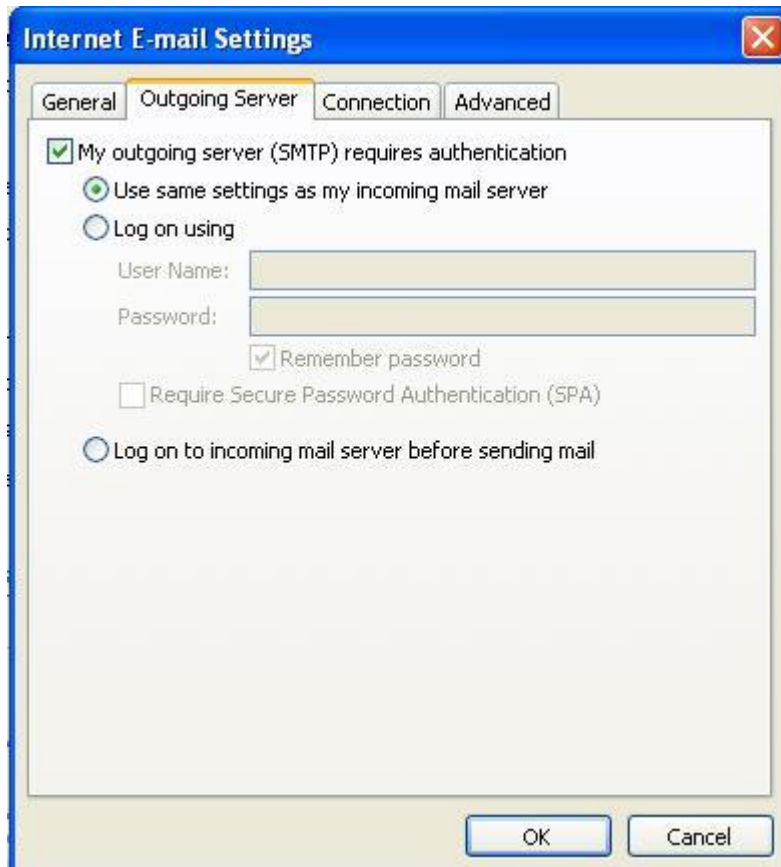 Internet E-mail Settings
General Outgoing Server Connection Advanced
My outgoing server (SMTP) requires authentication
Use same settings as my incoming mail server
Log on using
User Name:
Password:
Remember password
Require Secure Password Authentication (SPA)
Log on to incoming mail server before sending mail
OK Cancel